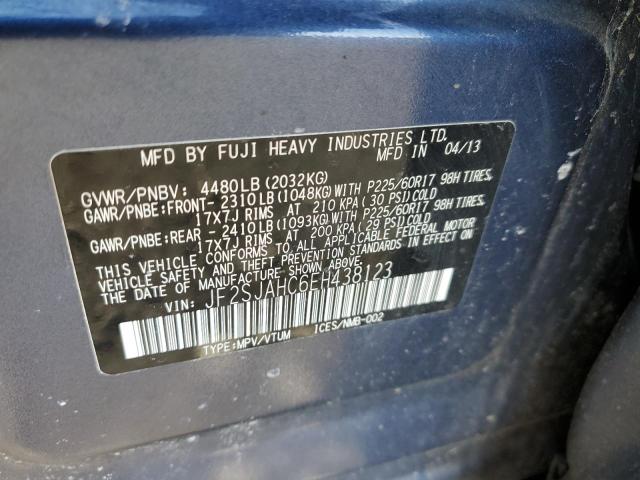 MFD BY FUJI HEAVY INDUSTRIES LTD.
MFD IN 04/13
GVWR/PNBV: 4480LB(2032KG)
GAWR/PNBE:FRONT- 2310LB(1048KG)WITH P225/60R17 98H TIRES,
17X7J RIMS AT 210 KPA(30 PSI)COLD
GAWR/PNBE:REAR -2410LB(1093KG)WITH P225/60R17 98H TIRES,
17X7J RIMS AT 200 KPA(29 PSI)COLD
THIS VEHICLE CONFORMS TO ALL APPLICABLE FEDERAL MOTOR
VEHICLE SAFETY AND THEFT PREVENTION STANDARDS IN EFFECT ON
THE DATE OF MANUFACTURE SHOWN ABOVE.
VIN: JF2SJAHC6EH438123
TYPE:MPV/VTUM ICES/NMB-002